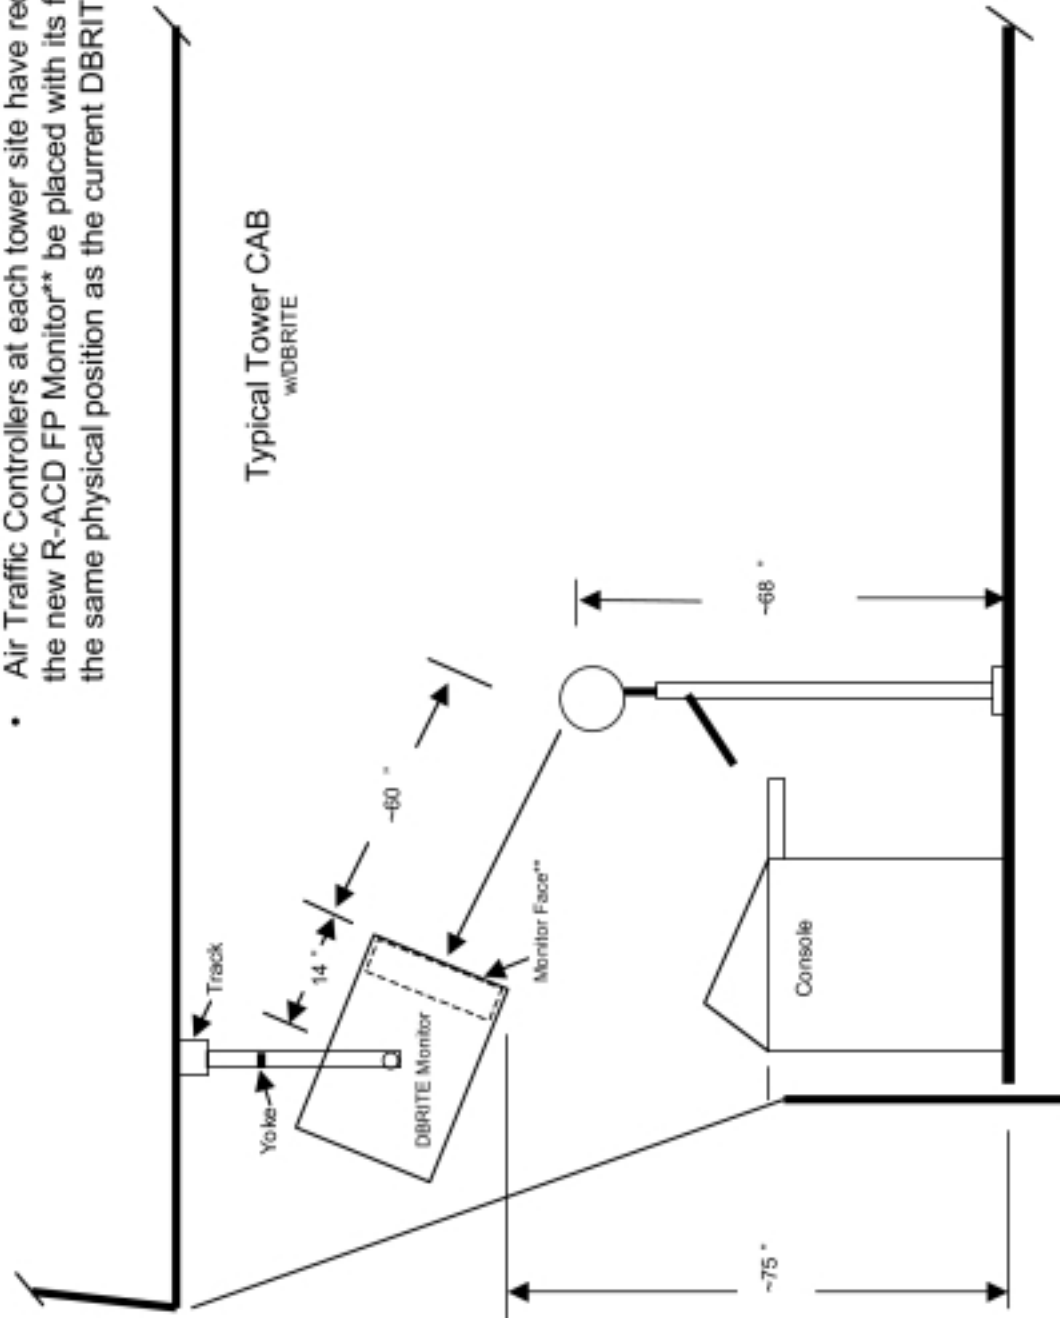 • Air Traffic Controllers at each tower site have
the new R-ACD FP Monitor** be placed with its
the same physical position as the current DBRIT
Typical Tower CAB
w/DBRITE
Track
Yoke
14 "
~60 "
DBRITE Monitor
Monitor Face**
~68 "
Console
~75 "